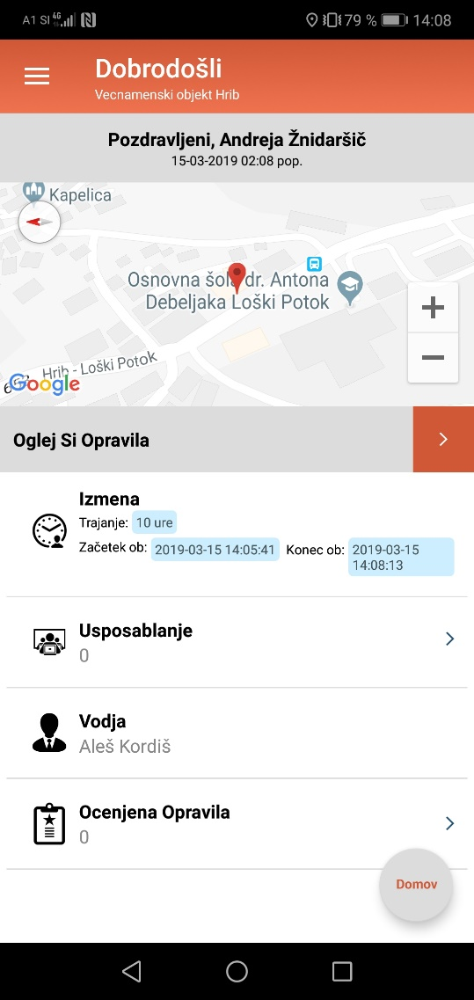 A1 SI 4G 79 % 14:08
Dobrodošli
Vecnamenski objekt Hrib
Pozdravljeni, Andreja Žnidaršič
15-03-2019 02:08 pop.
Kapelica
Osnovna šola dr. Antona
Debeljaka Loški Potok
Hrib - Loški Potok
Google
Oglej Si Opravila
Izmena
Trajanje: 10 ure
Začetek ob: 2019-03-15 14:05:41 Konec ob: 2019-03-15
14:08:13
Usposablanje
0
Vodja
Aleš Kordiš
Ocenjena Opravila
0
Domov